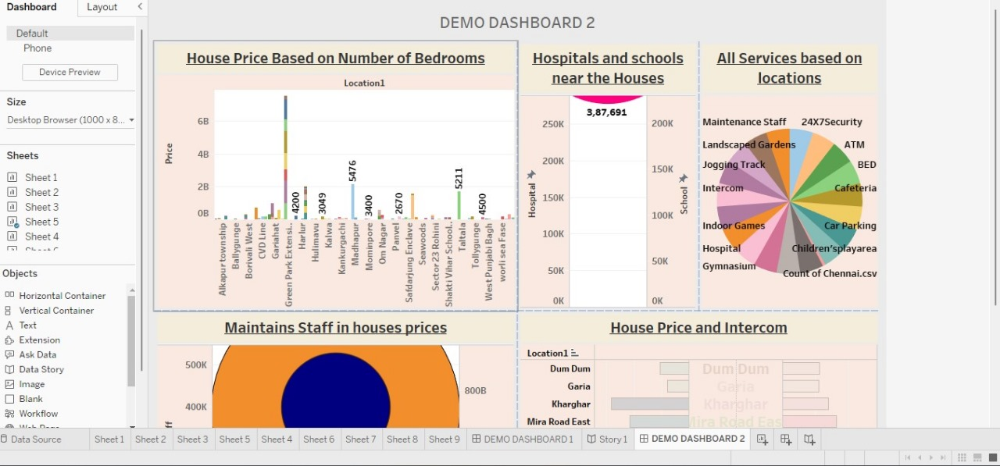 Dashboard
Layout
<
Default
Phone
Device Preview
Size
Desktop Browser (1000 x 8...
Sheets
Sheet 1
Sheet 2
Sheet 3
Sheet 5
Sheet 4
Objects
Horizontal Container
Vertical Container
A Text
Extension
Ask Data
Data Story
Image
Blank
Workflow
DEMO DASHBOARD 2
House Price Based on Number of Bedrooms
Location1
Price
6B
4B
2B
0B
4200
3049
5476
3400
2670
5211
4500
Alkapur township
Ballygunge
Borivali West
CVD Line
Gariahat
Green Park Extensi..
Harlur
Hulimavu
Kalwa
Kankurgachi
Madhapur
Mominpore
Om Nagar
Panvel
Safdarjung Enclave
Seawoods
Sector 23 Rohini
Shakti Vihar School..
Taltala
Tollygunge
West Punjabi Bagh
worli sea Fase
Hospitals and schools
near the Houses
3,87,691
Hospital
250K
200K
150K
100K
50K
0K
School
200K
150K
100K
50K
0K
All Services based on
locations
Maintenance Staff
24X7Security
Landscaped Gardens
ATM
Jogging Track
BED
Intercom
Cafeteria
Indoor Games
Car Parking
Hospital
Children'splayarea
Gymnasium
Count of Chennai.csv
Maintains Staff in houses prices
500K
400K
800B
House Price and Intercom
Location1
Dum Dum
Dum Dum
Garia
Garia
Kharghar
Kharghar
Mira Road East
Mira Road Eas
Data Source
Sheet 1
Sheet 2
Sheet 3
Sheet 5
Sheet 4
Sheet 6
Sheet 7
Sheet 8
Sheet 9
DEMO DASHBOARD 1
Story 1
DEMO DASHBOARD 2